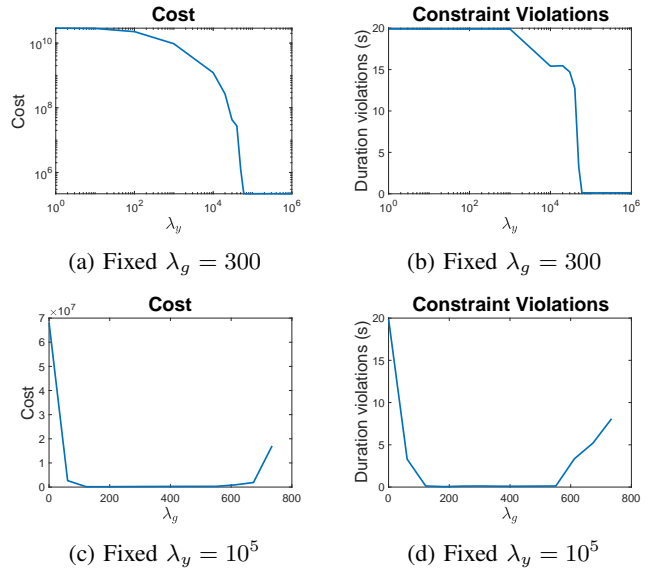 Cost
Constraint Violations
10^{10}
10^8
10^6
Cost
10^0
10^2
10^4
10^6
λ_y
20
15
10
5
0
Duration violations (s)
10^0
10^2
10^4
10^6
λ_y
(a) Fixed λ_g = 300
(b) Fixed λ_g = 300
Cost
Constraint Violations
×10^7
7
6
5
4
3
2
1
0
Cost
0
200
400
600
800
λ_g
20
15
10
5
0
Duration violations (s)
0
200
400
600
800
λ_g
(c) Fixed λ_y = 10^5
(d) Fixed λ_y = 10^5